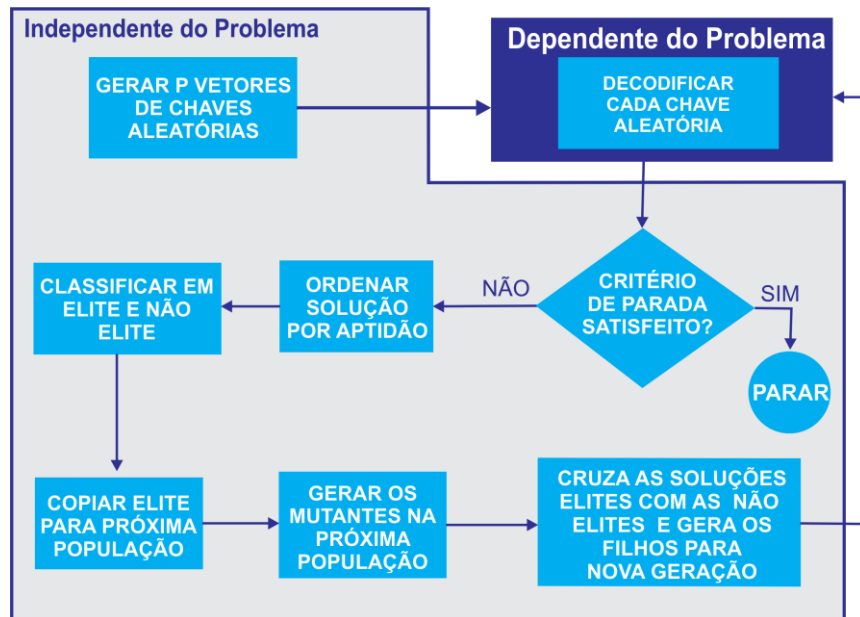 Independente do Problema
Dependente do Problema
GERAR P VETORES
DE CHAVES
ALEATÓRIAS
DECODIFICAR
CADA CHAVE
ALEATÓRIA
CRITÉRIO
DE PARADA
SATISFEITO?
NÃO
SIM
PARAR
ORDENAR
SOLUÇÃO
POR APTIDÃO
CLASSIFICAR EM
ELITE E NÃO
ELITE
COPIAR ELITE
PARA PRÓXIMA
POPULAÇÃO
GERAR OS
MUTANTES NA
PRÓXIMA
POPULAÇÃO
CRUZA AS SOLUÇÕES
ELITES COM AS NÃO
ELITES E GERA OS
FILHOS PARA
NOVA GERAÇÃO